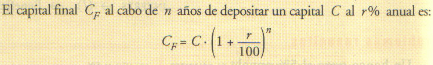 El capital final C_F al cabo de n años de depositar un capital C al r% anual es:
C_F = C · (1 + r/100)^n